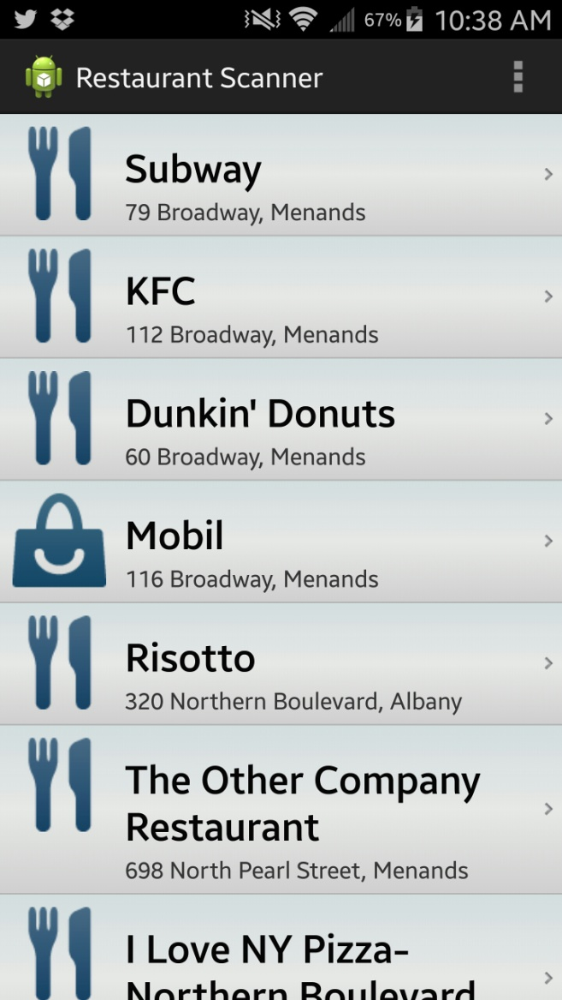 67% 10:38 AM
Restaurant Scanner
Subway
79 Broadway, Menands
KFC
112 Broadway, Menands
Dunkin' Donuts
60 Broadway, Menands
Mobil
116 Broadway, Menands
Risotto
320 Northern Boulevard, Albany
The Other Company
Restaurant
698 North Pearl Street, Menands
I Love NY Pizza-
Northern Boulevard